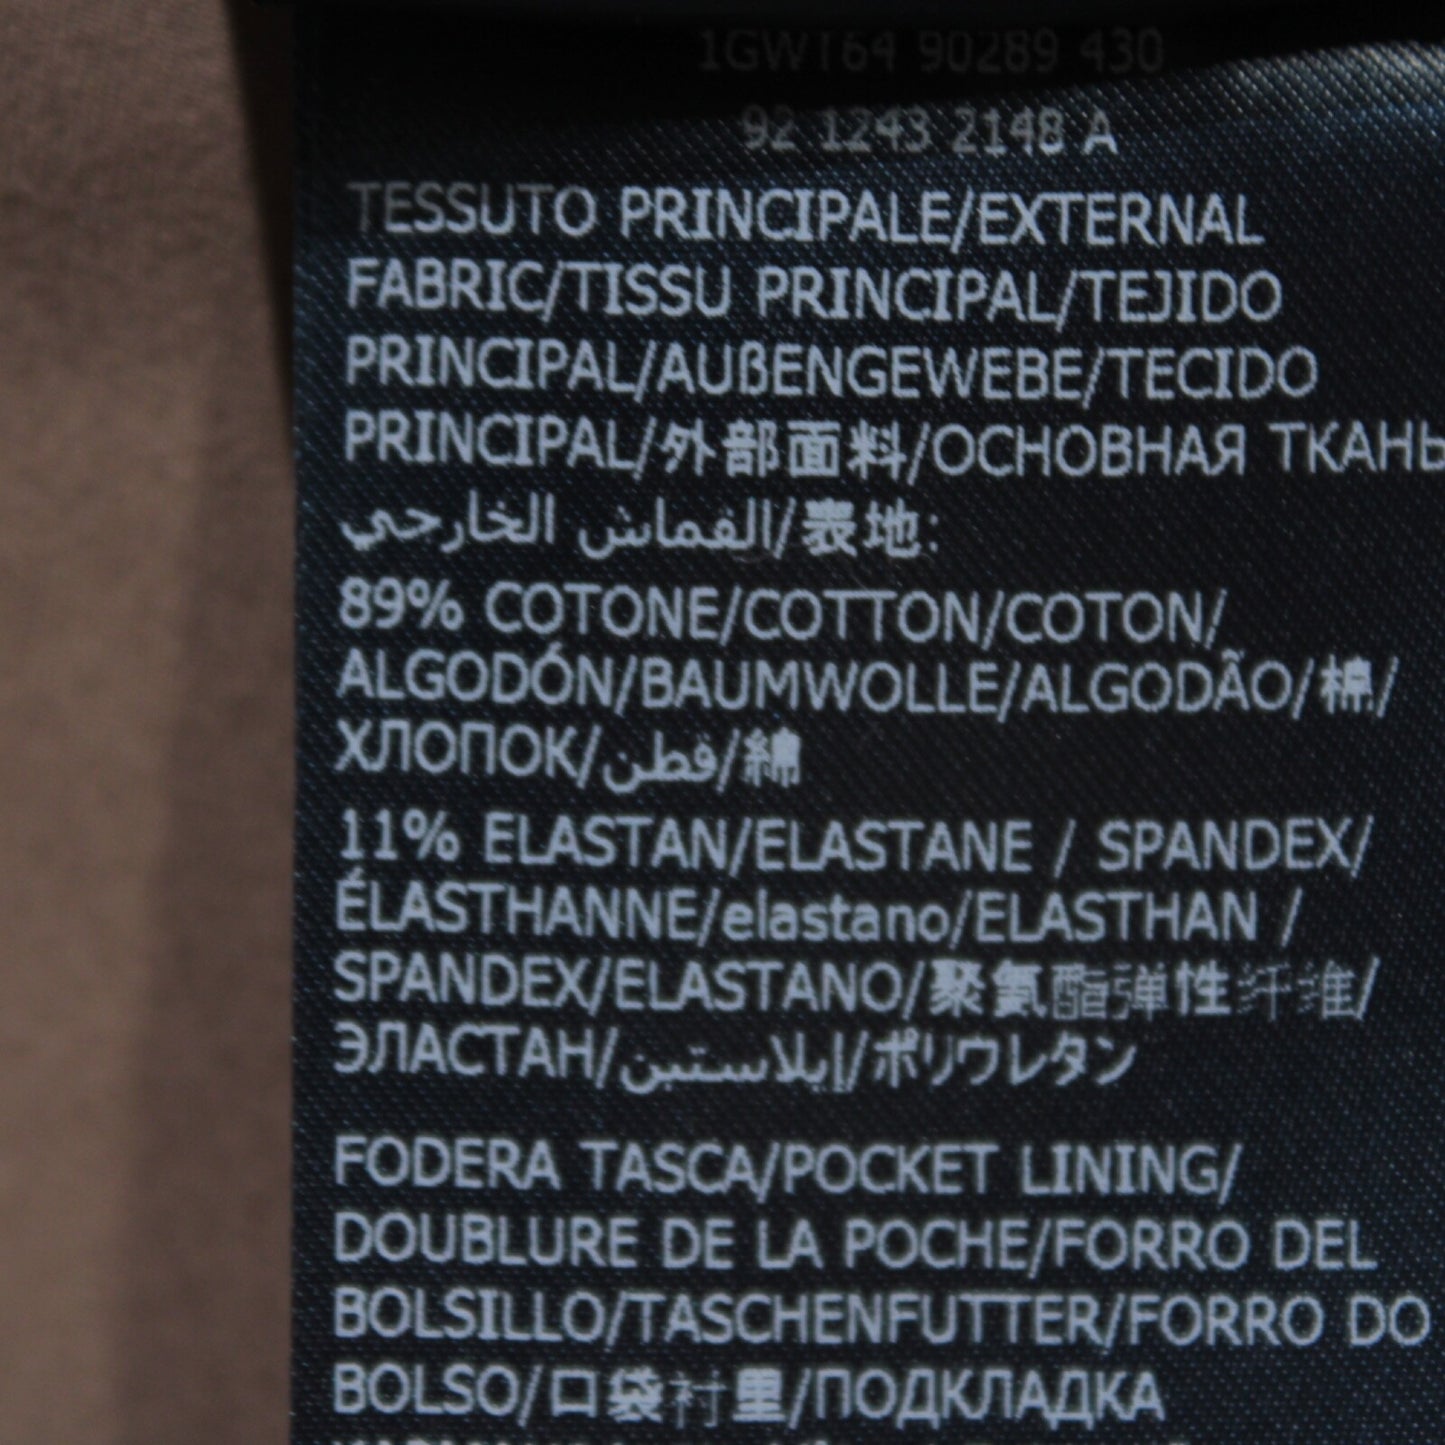 1GWT64 90289 430
92 1243 2148 A
TESSUTO PRINCIPALE/EXTERNAL
FABRIC/TISSU PRINCIPAL/TEJIDO
PRINCIPAL/AUßENGEWEBE/TECIDO
PRINCIPAL/外部面料/ОСНОВНАЯ ТКАНЬ
القماش الخارجي/表地:
89% COTONE/COTTON/COTON/
ALGODÓN/BAUMWOLLE/ALGODÃO/棉/
ХЛОПОК/قطن/綿
11% ELASTAN/ELASTANE / SPANDEX/
ÉLASTHANNE/elastano/ELASTHAN /
SPANDEX/ELASTANO/聚氨酯弹性纤维/
ЭЛАСТАН/إيلاستين/ポリウレタン
FODERA TASCA/POCKET LINING/
DOUBLURE DE LA POCHE/FORRO DEL
BOLSILLO/TASCHENFUTTER/FORRO DO
BOLSO/口袋衬里/ПОДКЛАДКА